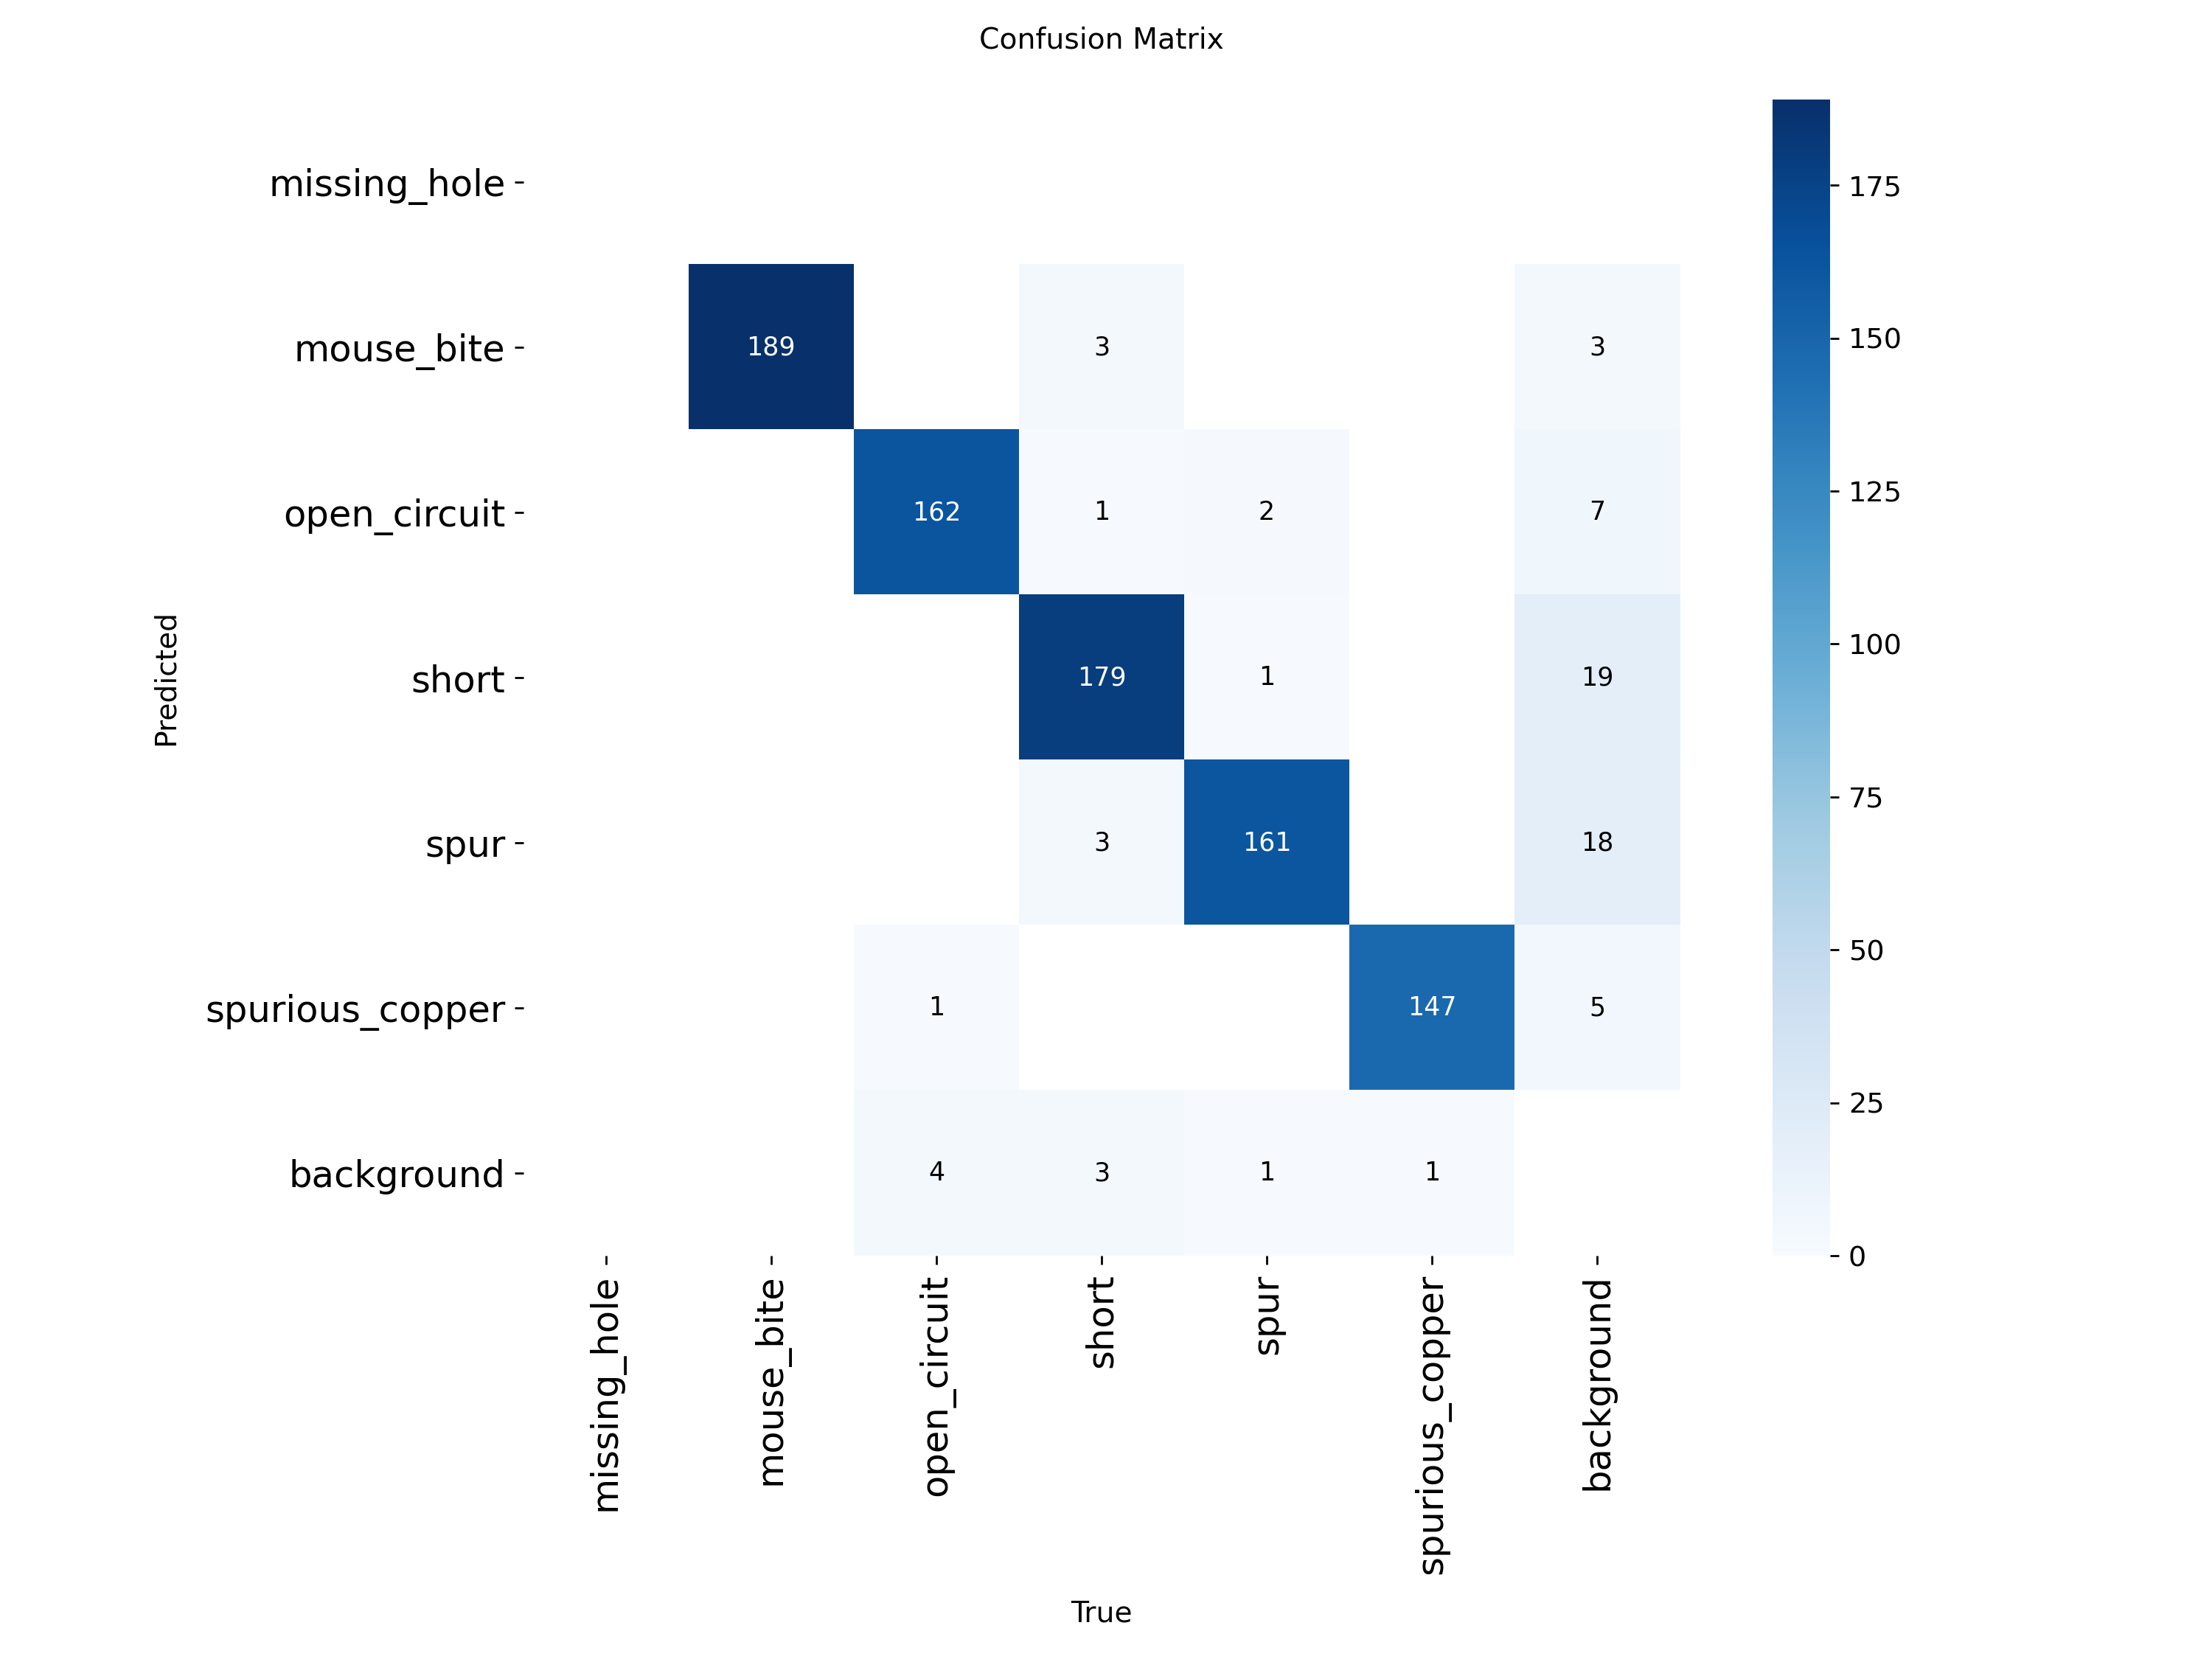 Confusion Matrix
missing_hole
mouse_bite 189 3 3
open_circuit 162 1 2 7
short 179 1 19
spur 3 161 18
spurious_copper 1 147 5
background 4 3 1 1
Predicted
missing_hole
mouse_bite
open_circuit
short
spur
spurious_copper
background
True
175
150
125
100
75
50
25
0